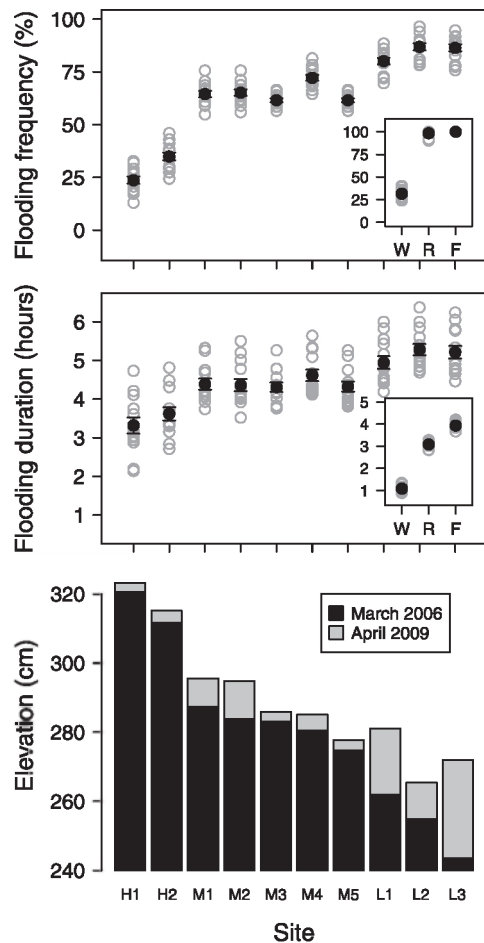 Flooding frequency (%)
100
75
50
25
0
100
75
50
25
0
W R F
Flooding duration (hours)
6
5
4
3
2
1
5
4
3
2
1
W R F
Elevation (cm)
320
300
280
260
240
March 2006
April 2009
H1 H2 M1 M2 M3 M4 M5 L1 L2 L3
Site